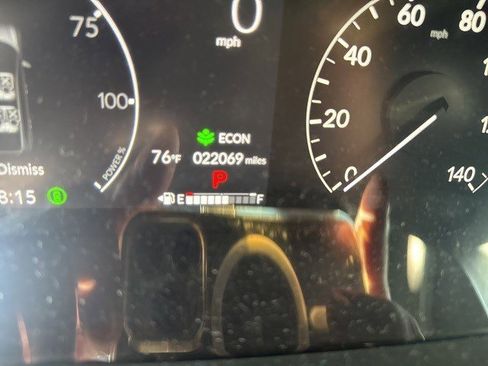 75
0
mph
60
80
mph
40
100
ECON
20
POWER %
76°F
022069 miles
Dismiss
P
0
140
8:15
E
F